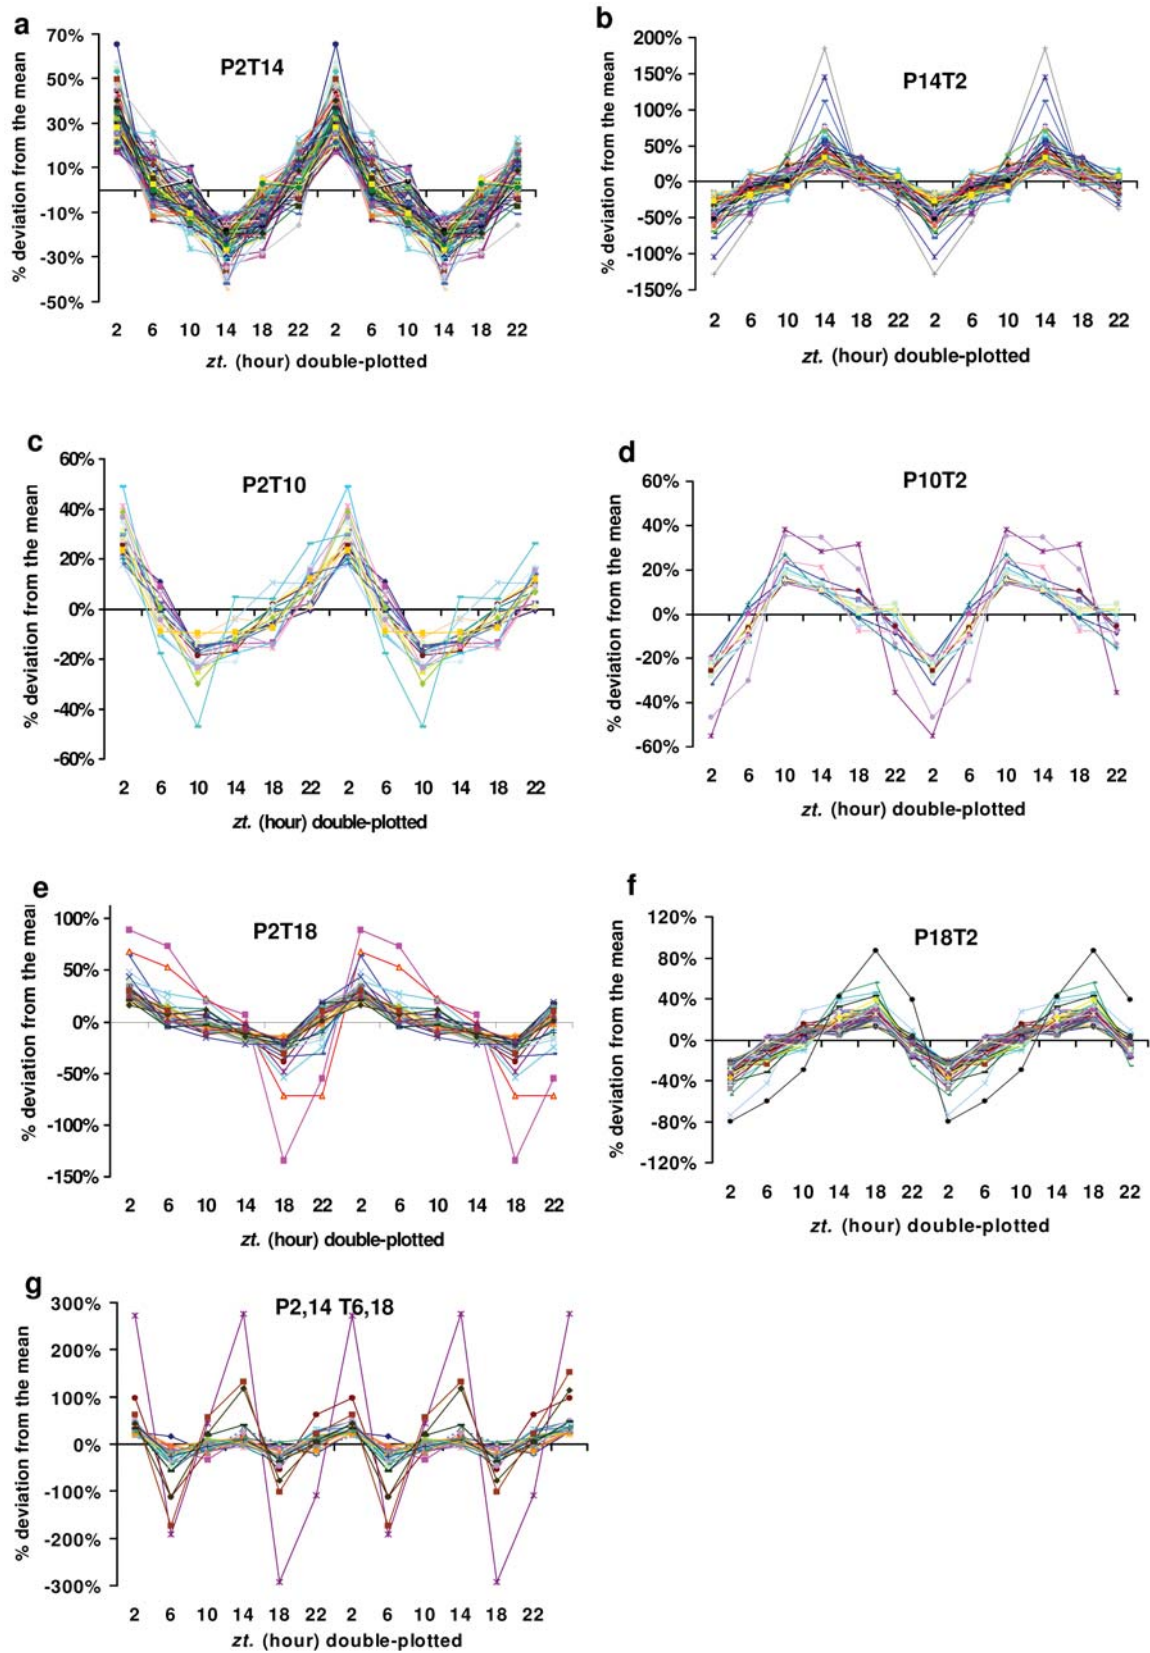 a
P2T14
% deviation from the mean
70%
50%
30%
10%
-10%
-30%
-50%
2 6 10 14 18 22 2 6 10 14 18 22
zt. (hour) double-plotted
b
P14T2
% deviation from the mean
200%
150%
100%
50%
0%
-50%
-100%
-150%
2 6 10 14 18 22 2 6 10 14 18 22
zt. (hour) double-plotted
c
P2T10
% deviation from the mean
60%
40%
20%
0%
-20%
-40%
-60%
2 6 10 14 18 22 2 6 10 14 18 22
zt. (hour) double-plotted
d
P10T2
% deviation from the mean
60%
40%
20%
0%
-20%
-40%
-60%
2 6 10 14 18 22 2 6 10 14 18 22
zt. (hour) double-plotted
e
P2T18
% deviation from the mea
100%
50%
0%
-50%
-100%
-150%
2 6 10 14 18 22 2 6 10 14 18 22
zt. (hour) double-plotted
f
P18T2
% deviation from the mean
120%
80%
40%
0%
-40%
-80%
-120%
2 6 10 14 18 22 2 6 10 14 18 22
zt. (hour) double-plotted
g
P2,14 T6,18
% deviation from the mean
300%
200%
100%
0%
-100%
-200%
-300%
2 6 10 14 18 22 2 6 10 14 18 22
zt. (hour) double-plotted